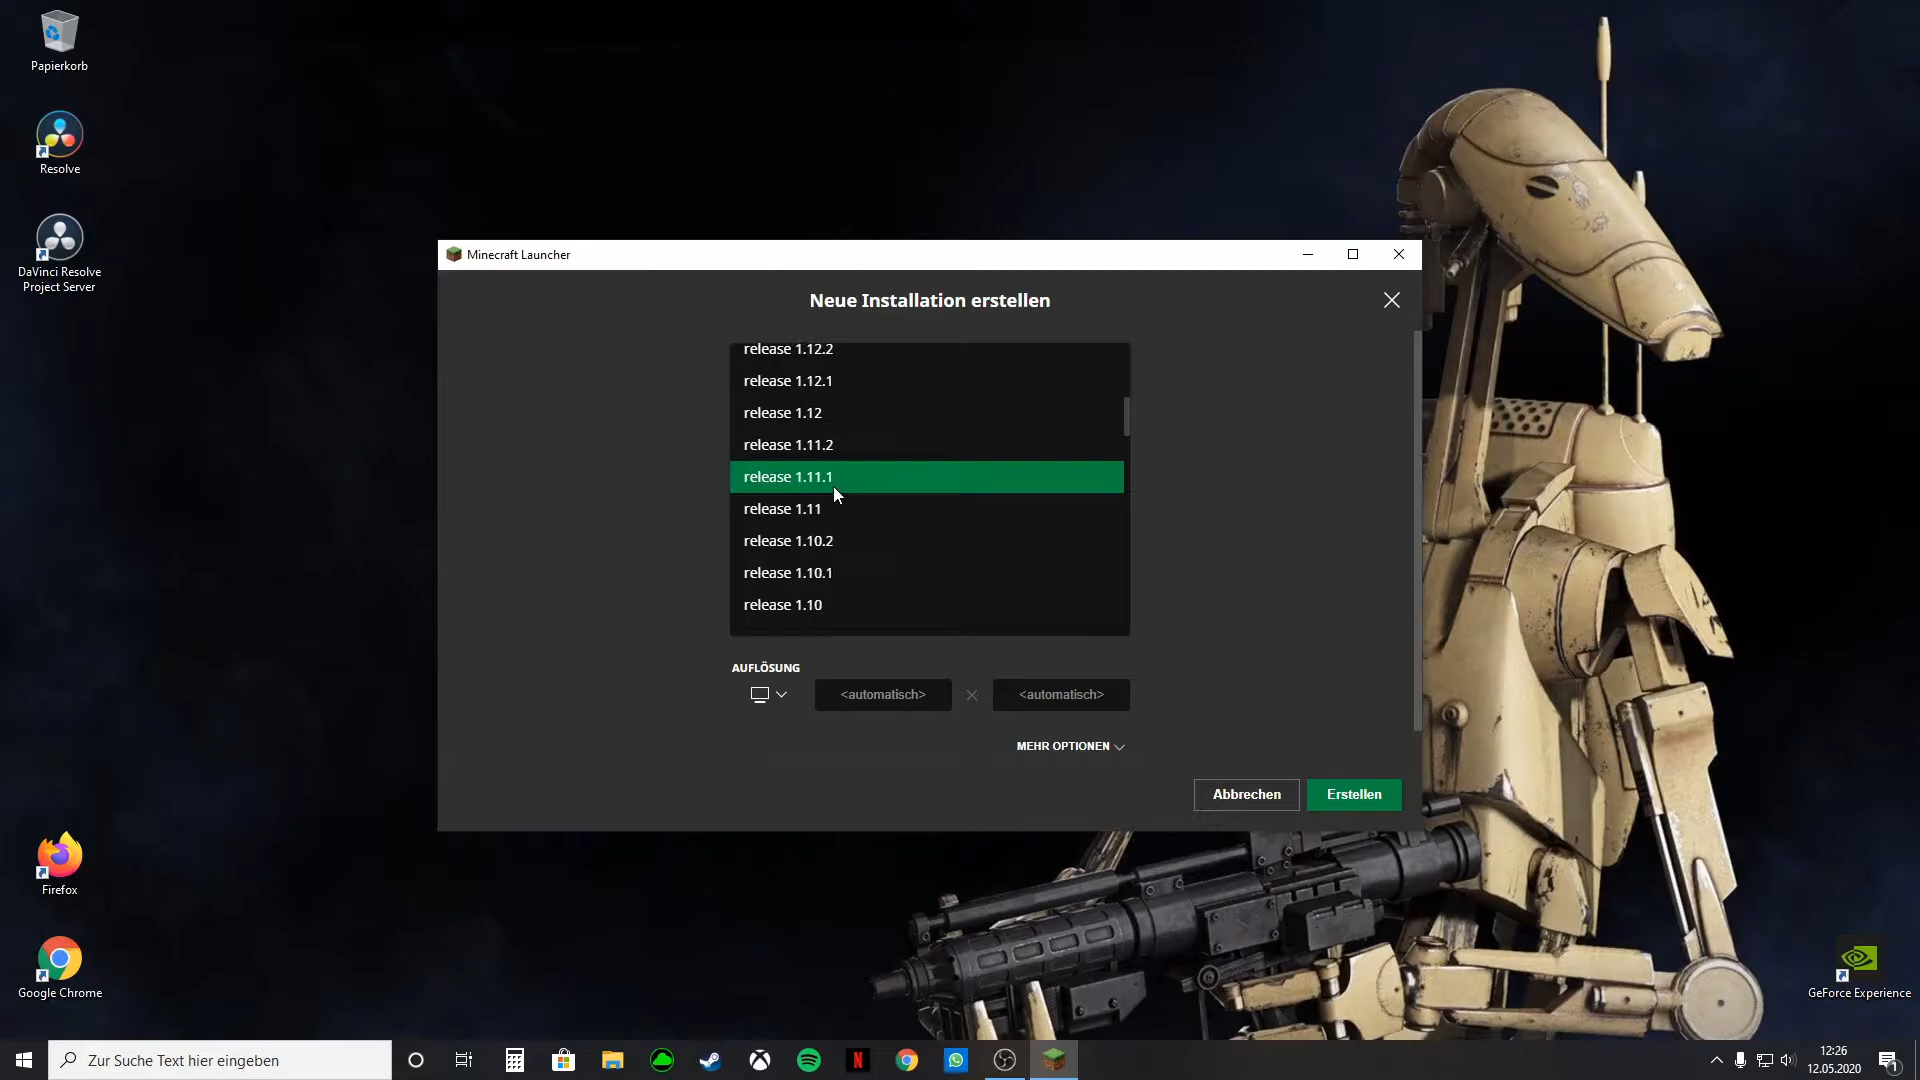 Papierkorb
Resolve
DaVinci Resolve
Project Server
Minecraft Launcher
Neue Installation erstellen
release 1.12.2
release 1.12.1
release 1.12
release 1.11.2
release 1.11.1
release 1.11
release 1.10.2
release 1.10.1
release 1.10
AUFLÖSUNG
<automatisch>
<automatisch>
MEHR OPTIONEN
Abbrechen
Erstellen
Firefox
Google Chrome
GeForce Experience
Zur Suche Text hier eingeben
N
12:26
12.05.2020
1